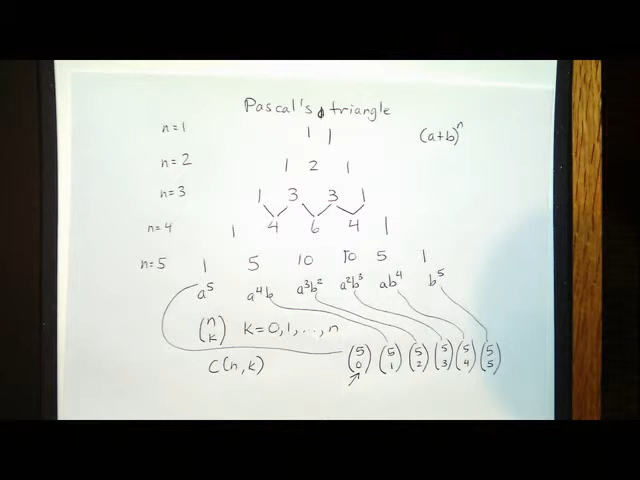 Pascal's triangle
n=1 1 1 (a+b)^n
n=2 1 2 1
n=3 1 3 3 1
n=4 1 4 6 4 1
n=5 1 5 10 10 5 1
a^5 a^4b a^3b^2 a^2b^3 ab^4 b^5
(n k) k=0,1,...,n
C(n,k) (5 0) (5 1) (5 2) (5 3) (5 4) (5 5)